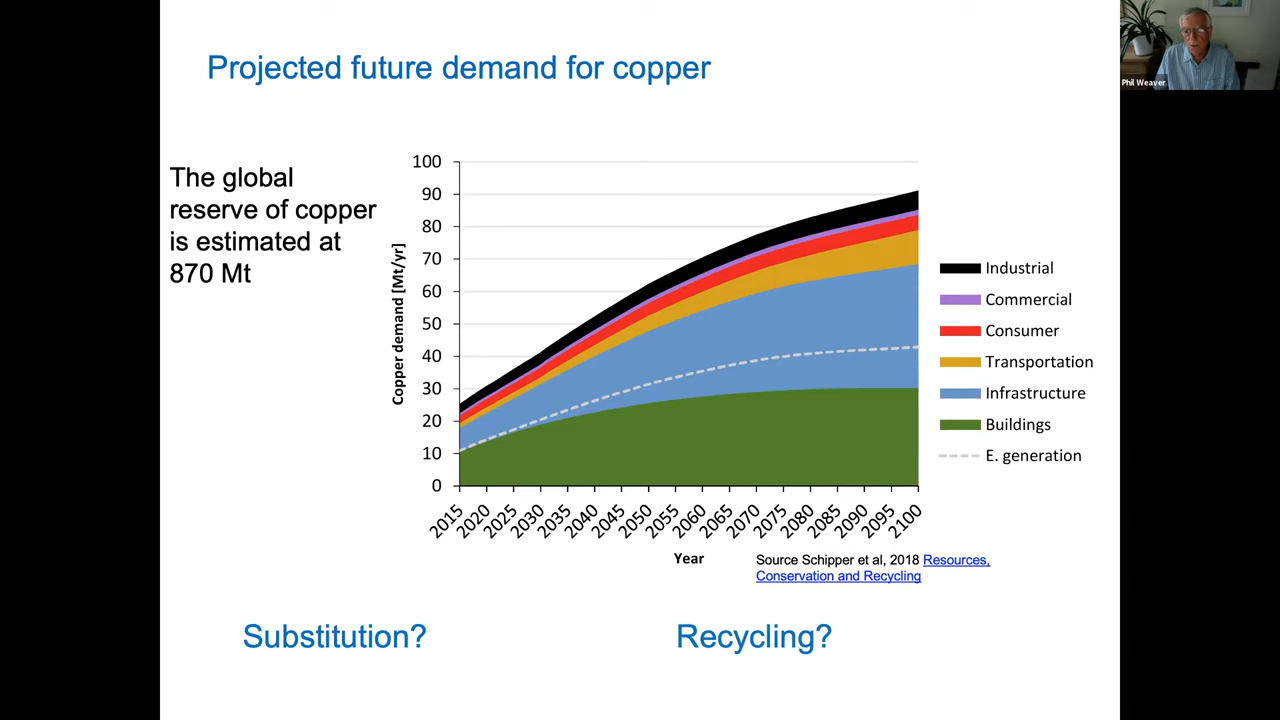 Projected future demand for copper
Phil Weaver
The global
reserve of copper
is estimated at
870 Mt
Copper demand [Mt/yr]
100
90
80
70
60
50
40
30
20
10
0
2015
2020
2025
2030
2035
2040
2045
2050
2055
2060
2065
2070
2075
2080
2085
2090
2095
2100
Year
Industrial
Commercial
Consumer
Transportation
Infrastructure
Buildings
E. generation
Source Schipper et al, 2018 Resources,
Conservation and Recycling
Substitution?
Recycling?